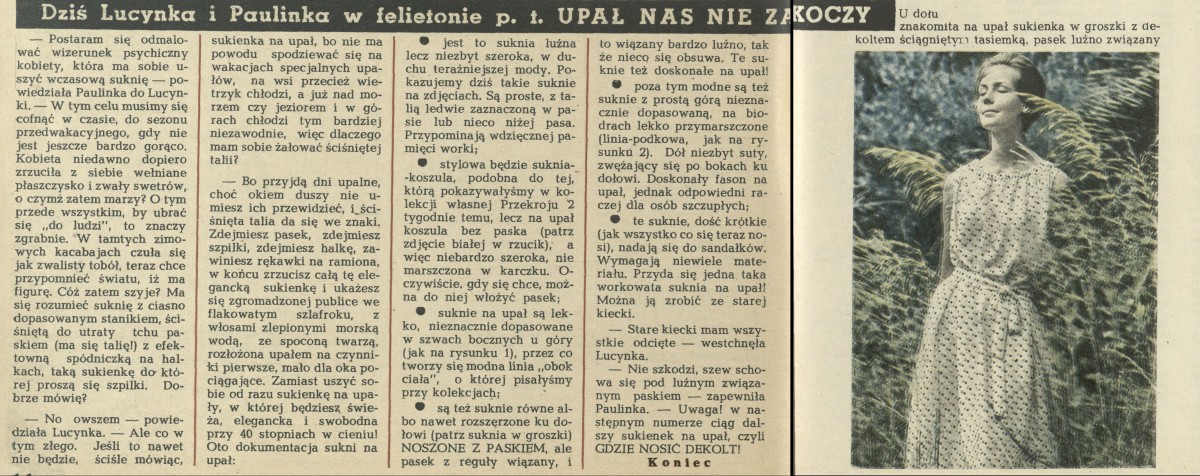 Dziś Lucynka i Paulinka w felietonie p. t. UPAŁ NAS NIE ZAKOCZY
— Postaram się odmalo-
wać wizerunek psychiczny
kobiety, która ma sobie u-
szyć wczasową suknię — po-
wiedziała Paulinka do Lucyn-
ki. — W tym celu musimy się
cofnąć w czasie, do sezonu
przedwakacyjnego, gdy nie
jest jeszcze bardzo gorąco.
Kobieta niedawno dopiero
zrzuciła z siebie wełniane
płaszczysko i zwały swetrów,
o czymż zatem marzy? O tym
przede wszystkim, by ubrać
się „do ludzi”, to znaczy
zgrabnie. W tamtych zimo-
wych kacabajach czuła się
jak zwalisty tobół, teraz chce
przypomnieć światu, iż ma
figurę. Cóż zatem szyje? Ma
się rozumieć suknię z ciasno
dopasowanym stanikiem, ści-
śniętą do utraty tchu pa-
skiem (ma się talię!) z efek-
towną spódniczką na hal-
kach, taką sukienkę do któ-
rej proszą się szpilki. Do-
brze mówię?
— No owszem — powie-
działa Lucynka. — Ale co w
tym złego. Jeśli to nawet
nie będzie, ściśle mówiąc,
sukienka na upał, bo nie ma
powodu spodziewać się na
wakacjach specjalnych upa-
łów, na wsi przecież wie-
trzyk chłodzi, a już nad mo-
rzem czy jeziorem i w gó-
rach chłodzi tym bardziej
niezawodnie, więc dlaczego
mam sobie żałować ściśniętej
talii?
— Bo przyjdą dni upalne,
choć okiem duszy nie u-
miesz ich przewidzieć, i ści-
śnięta talia da się we znaki.
Zdejmiesz pasek, zdejmiesz
szpilki, zdejmiesz halkę, za-
winiesz rękawki na ramiona,
w końcu zrzucisz całą tę ele-
gancką sukienkę i ukażesz
się zgromadzonej publice we
flakowatym szlafroku, z
włosami zlepionymi morską
wodą, ze spoconą twarzą,
rozłożona upałem na czynni-
ki pierwsze, mało dla oka po-
ciągające. Zamiast uszyć so-
bie od razu sukienkę na upa-
ły, w której będziesz świe-
ża, elegancka i swobodna
przy 40 stopniach w cieniu!
Oto dokumentacja sukni na
upał:
● jest to suknia luźna
lecz niezbyt szeroka, w du-
chu teraźniejszej mody. Po-
kazujemy dziś takie suknie
na zdjęciach. Są proste, z ta-
lią ledwie zaznaczoną w pa-
sie lub nieco niżej pasa.
Przypominają wdzięcznej pa-
mięci worki;
● stylowa będzie suknia-
-koszula, podobna do tej,
którą pokazywałyśmy w ko-
lekcji własnej Przekroju 2
tygodnie temu, lecz na upał
koszula bez paska (patrz
zdjęcie białej w rzucik), a
więc niebardzo szeroka, nie
marszczona w karczku. O-
czywiście, gdy się chce, moż-
na do niej włożyć pasek;
● suknie na upał są lek-
ko, nieznacznie dopasowane
w szwach bocznych u góry
(jak na rysunku 1), przez co
tworzy się modna linia „obok
ciała”, o której pisałyśmy
przy kolekcjach;
● są też suknie równe al-
bo nawet rozszerzone ku do-
łowi (patrz suknia w groszki)
NOSZONE Z PASKIEM, ale
pasek z reguły wiązany, i
to wiązany bardzo luźno, tak
że nieco się obsuwa. Te su-
knie też doskonałe na upał!
● poza tym modne są też
suknie z prostą górą niezna-
cznie dopasowaną, na bio-
drach lekko przymarszczone
(linia-podkowa, jak na ry-
sunku 2). Dół niezbyt suty,
zwężający się po bokach ku
dołowi. Doskonały fason na
upał, jednak odpowiedni ra-
czej dla osób szczupłych;
● te suknie, dość krótkie
(jak wszystko co się teraz no-
si), nadają się do sandałków.
Wymagają niewiele mate-
riału. Przyda się jedna taka
workowata suknia na upał!
Można ją zrobić ze starej
kiecki.
— Stare kiecki mam wszy-
stkie odcięte — westchnęła
Lucynka.
— Nie szkodzi, szew scho-
wa się pod luźnym związa-
nym paskiem — zapewniła
Paulinka. — Uwaga! w na-
stępnym numerze ciąg dal-
szy sukienek na upał, czyli
GDZIE NOSIĆ DEKOLT!
Koniec
U dołu
znakomita na upał sukienka w groszki z de-
koltem ściągniętym tasiemką, pasek luźno związany